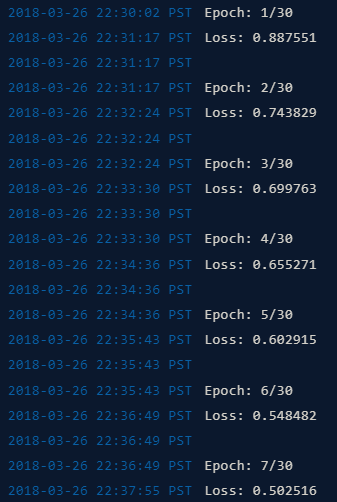 2018-03-26 22:30:02 PST Epoch: 1/30
2018-03-26 22:31:17 PST Loss: 0.887551
2018-03-26 22:31:17 PST
2018-03-26 22:31:17 PST Epoch: 2/30
2018-03-26 22:32:24 PST Loss: 0.743829
2018-03-26 22:32:24 PST
2018-03-26 22:32:24 PST Epoch: 3/30
2018-03-26 22:33:30 PST Loss: 0.699763
2018-03-26 22:33:30 PST
2018-03-26 22:33:30 PST Epoch: 4/30
2018-03-26 22:34:36 PST Loss: 0.655271
2018-03-26 22:34:36 PST
2018-03-26 22:34:36 PST Epoch: 5/30
2018-03-26 22:35:43 PST Loss: 0.602915
2018-03-26 22:35:43 PST
2018-03-26 22:35:43 PST Epoch: 6/30
2018-03-26 22:36:49 PST Loss: 0.548482
2018-03-26 22:36:49 PST
2018-03-26 22:36:49 PST Epoch: 7/30
2018-03-26 22:37:55 PST Loss: 0.502516